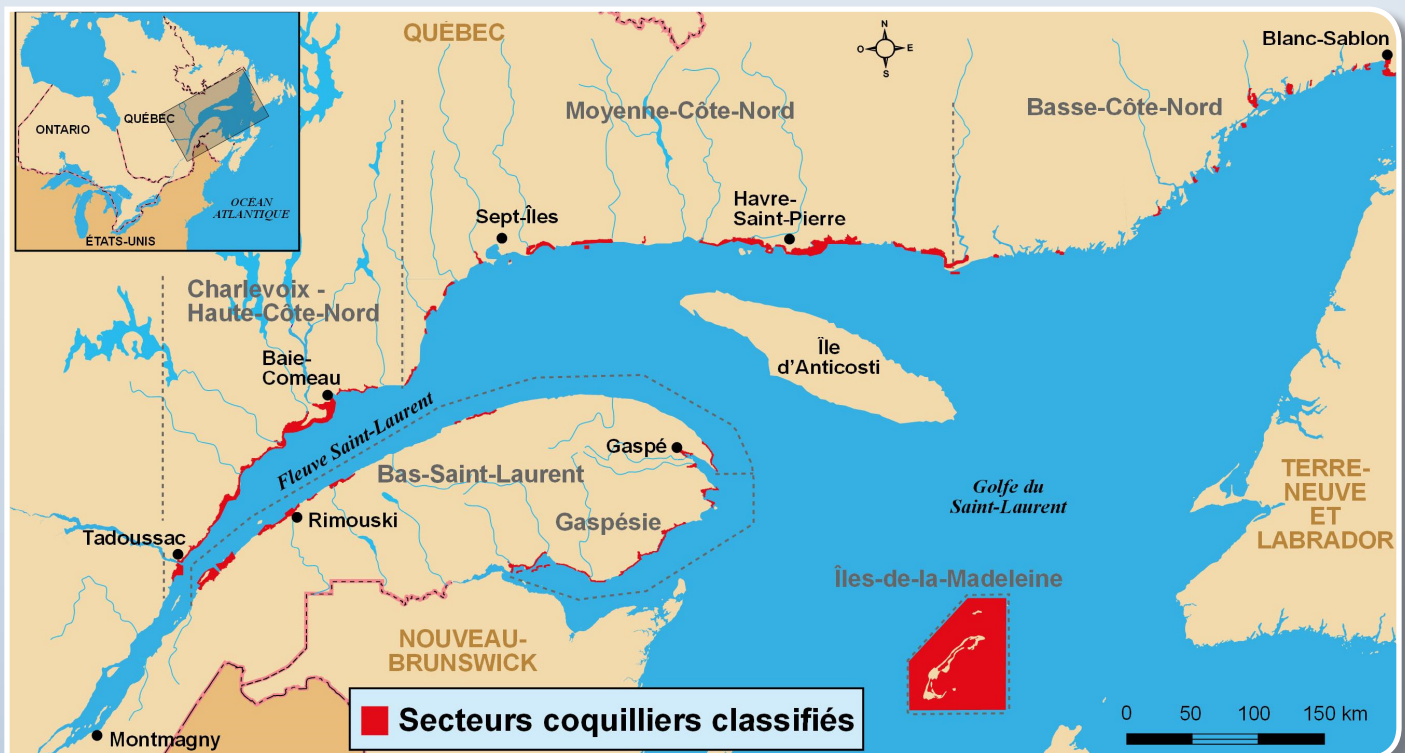 QUÉBEC
N
O E
S
Blanc-Sablon
Moyenne-Côte-Nord
Basse-Côte-Nord
ONTARIO
QUÉBEC
OCÉAN
ATLANTIQUE
ÉTATS-UNIS
Sept-Îles
Havre-
Saint-Pierre
Charlevoix -
Haute-Côte-Nord
Baie-
Comeau
Île
d'Anticosti
Fleuve Saint-Laurent
Gaspé
Bas-Saint-Laurent
Gaspésie
Golfe du
Saint-Laurent
TERRE-
NEUVE
ET
LABRADOR
Rimouski
Tadoussac
Îles-de-la-Madeleine
NOUVEAU-
BRUNSWICK
Montmagny
Secteurs coquilliers classifiés
0 50 100 150 km